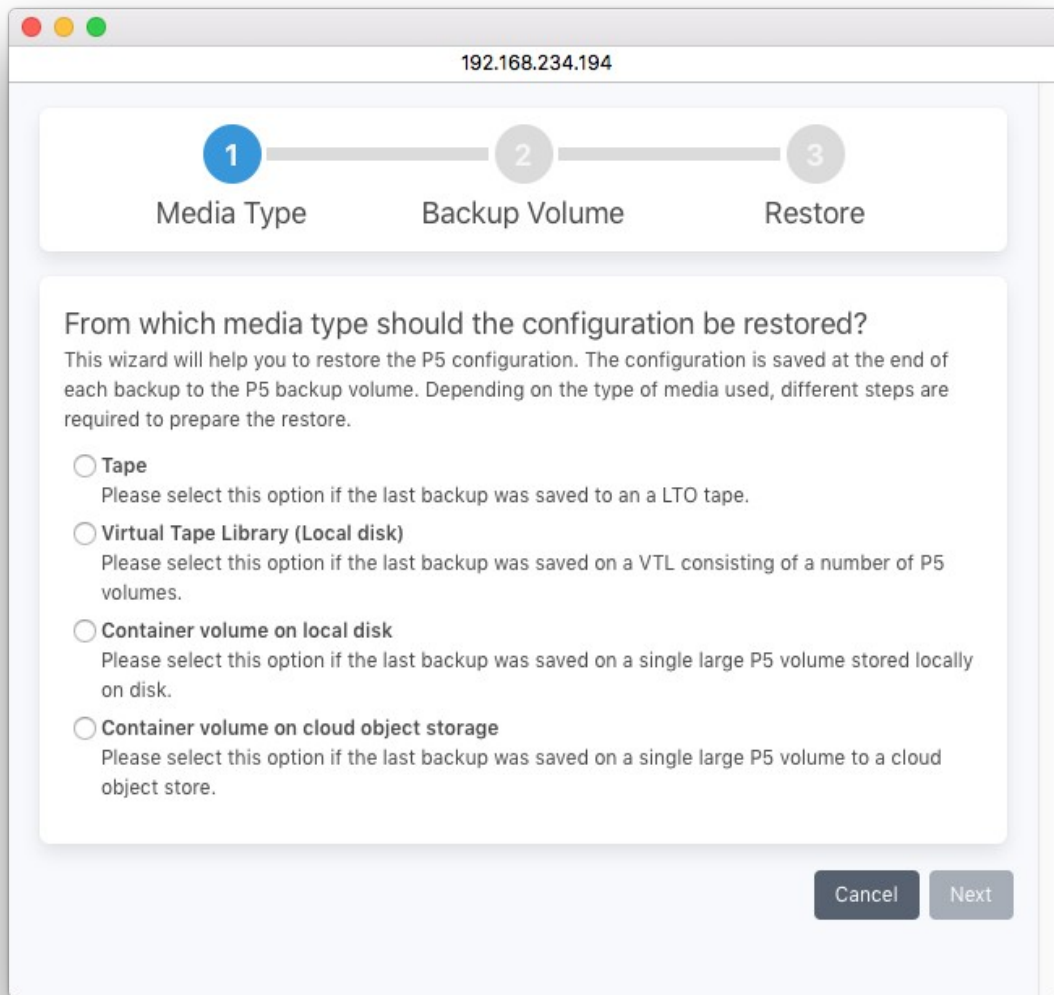 192.168.234.194
1
2
3
Media Type
Backup Volume
Restore
From which media type should the configuration be restored?
This wizard will help you to restore the P5 configuration. The configuration is saved at the end of
each backup to the P5 backup volume. Depending on the type of media used, different steps are
required to prepare the restore.
Tape
Please select this option if the last backup was saved to an a LTO tape.
Virtual Tape Library (Local disk)
Please select this option if the last backup was saved on a VTL consisting of a number of P5
volumes.
Container volume on local disk
Please select this option if the last backup was saved on a single large P5 volume stored locally
on disk.
Container volume on cloud object storage
Please select this option if the last backup was saved on a single large P5 volume to a cloud
object store.
Cancel
Next